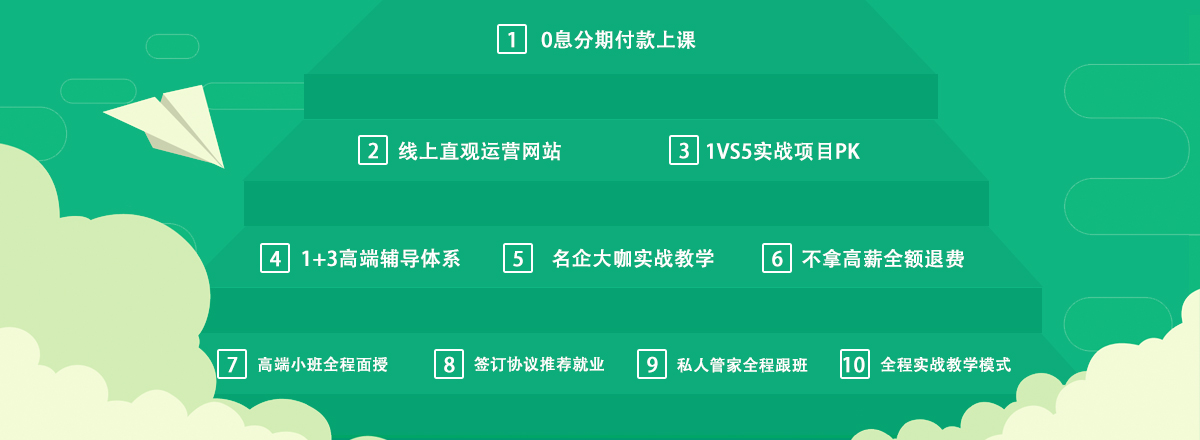 1 0息分期付款上课
2 线上直观运营网站 3 1VS5实战项目PK
4 1+3高端辅导体系 5 名企大咖实战教学 6 不拿高薪全额退费
7 高端小班全程面授 8 签订协议推荐就业 9 私人管家全程跟班 10 全程实战教学模式